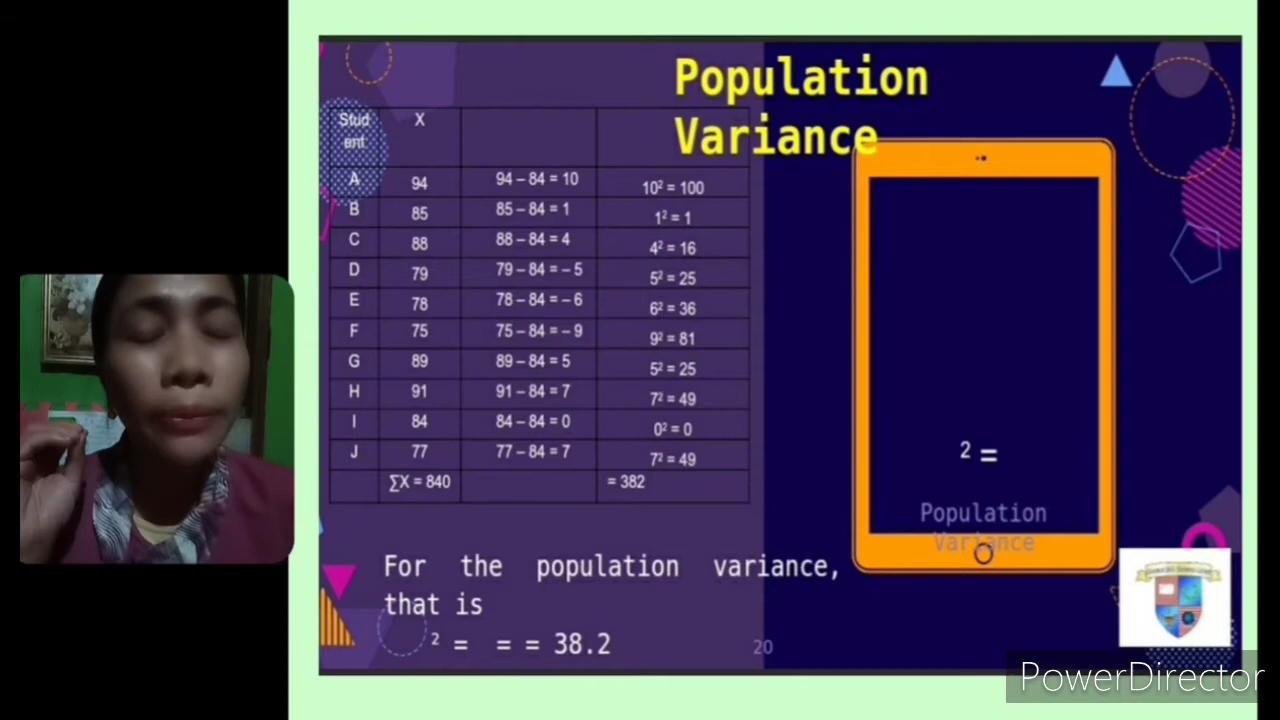 Population
Variance
Stud X
ent
A 94 94 – 84 = 10 10² = 100
B 85 85 – 84 = 1 1² = 1
C 88 88 – 84 = 4 4² = 16
D 79 79 – 84 = – 5 5² = 25
E 78 78 – 84 = – 6 6² = 36
F 75 75 – 84 = – 9 9² = 81
G 89 89 – 84 = 5 5² = 25
H 91 91 – 84 = 7 7² = 49
I 84 84 – 84 = 0 0² = 0
J 77 77 – 84 = 7 7² = 49
∑X = 840 = 382
² =
Population
Variance
For the population variance,
that is
² = = = 38.2
20
PowerDirector